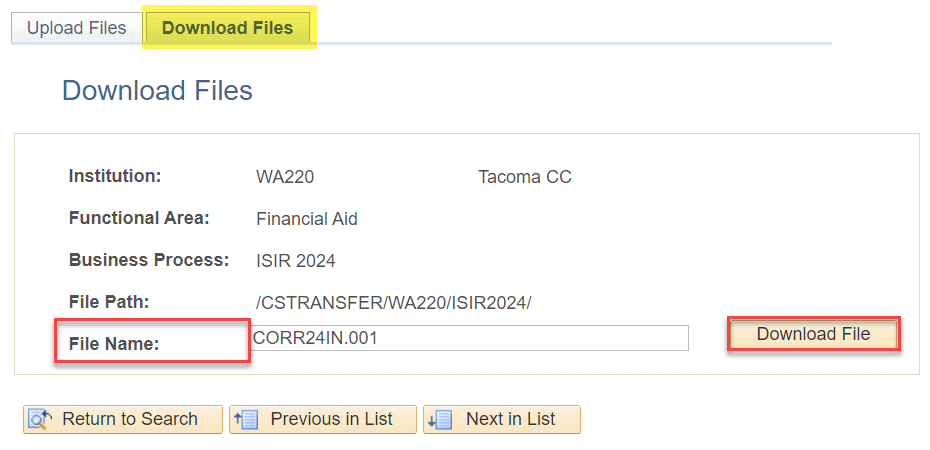 Upload Files Download Files
Download Files
Institution: WA220 Tacoma CC
Functional Area: Financial Aid
Business Process: ISIR 2024
File Path: /CSTRANSFER/WA220/ISIR2024/
File Name: CORR24IN.001 Download File
Return to Search Previous in List Next in List